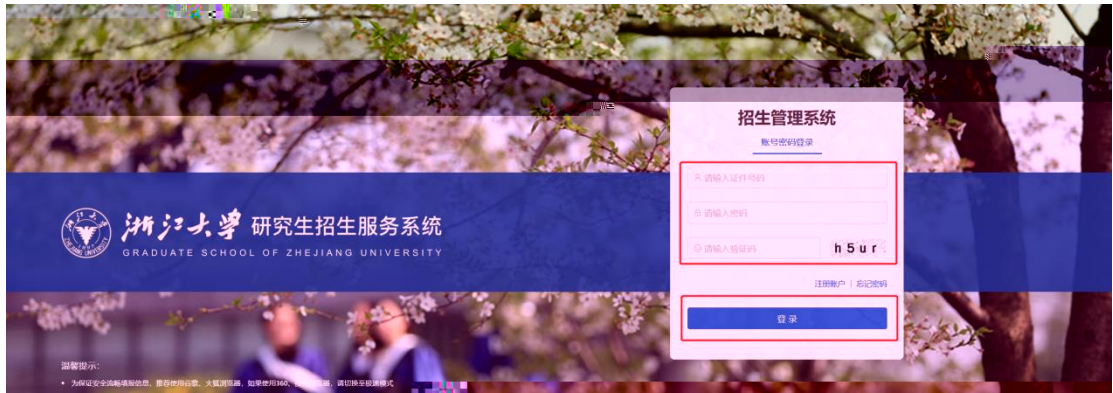 招生管理系统
账号密码登录
请输入证件号码
请输入密码
请输入验证码 h5ur
注册账户 | 忘记密码
登录
浙江大学 研究生招生服务系统
GRADUATE SCHOOL OF ZHEJIANG UNIVERSITY
温馨提示：
• 为保证安全流畅填报信息，推荐使用谷歌、火狐浏览器，如果使用360、器，请切换至极速模式